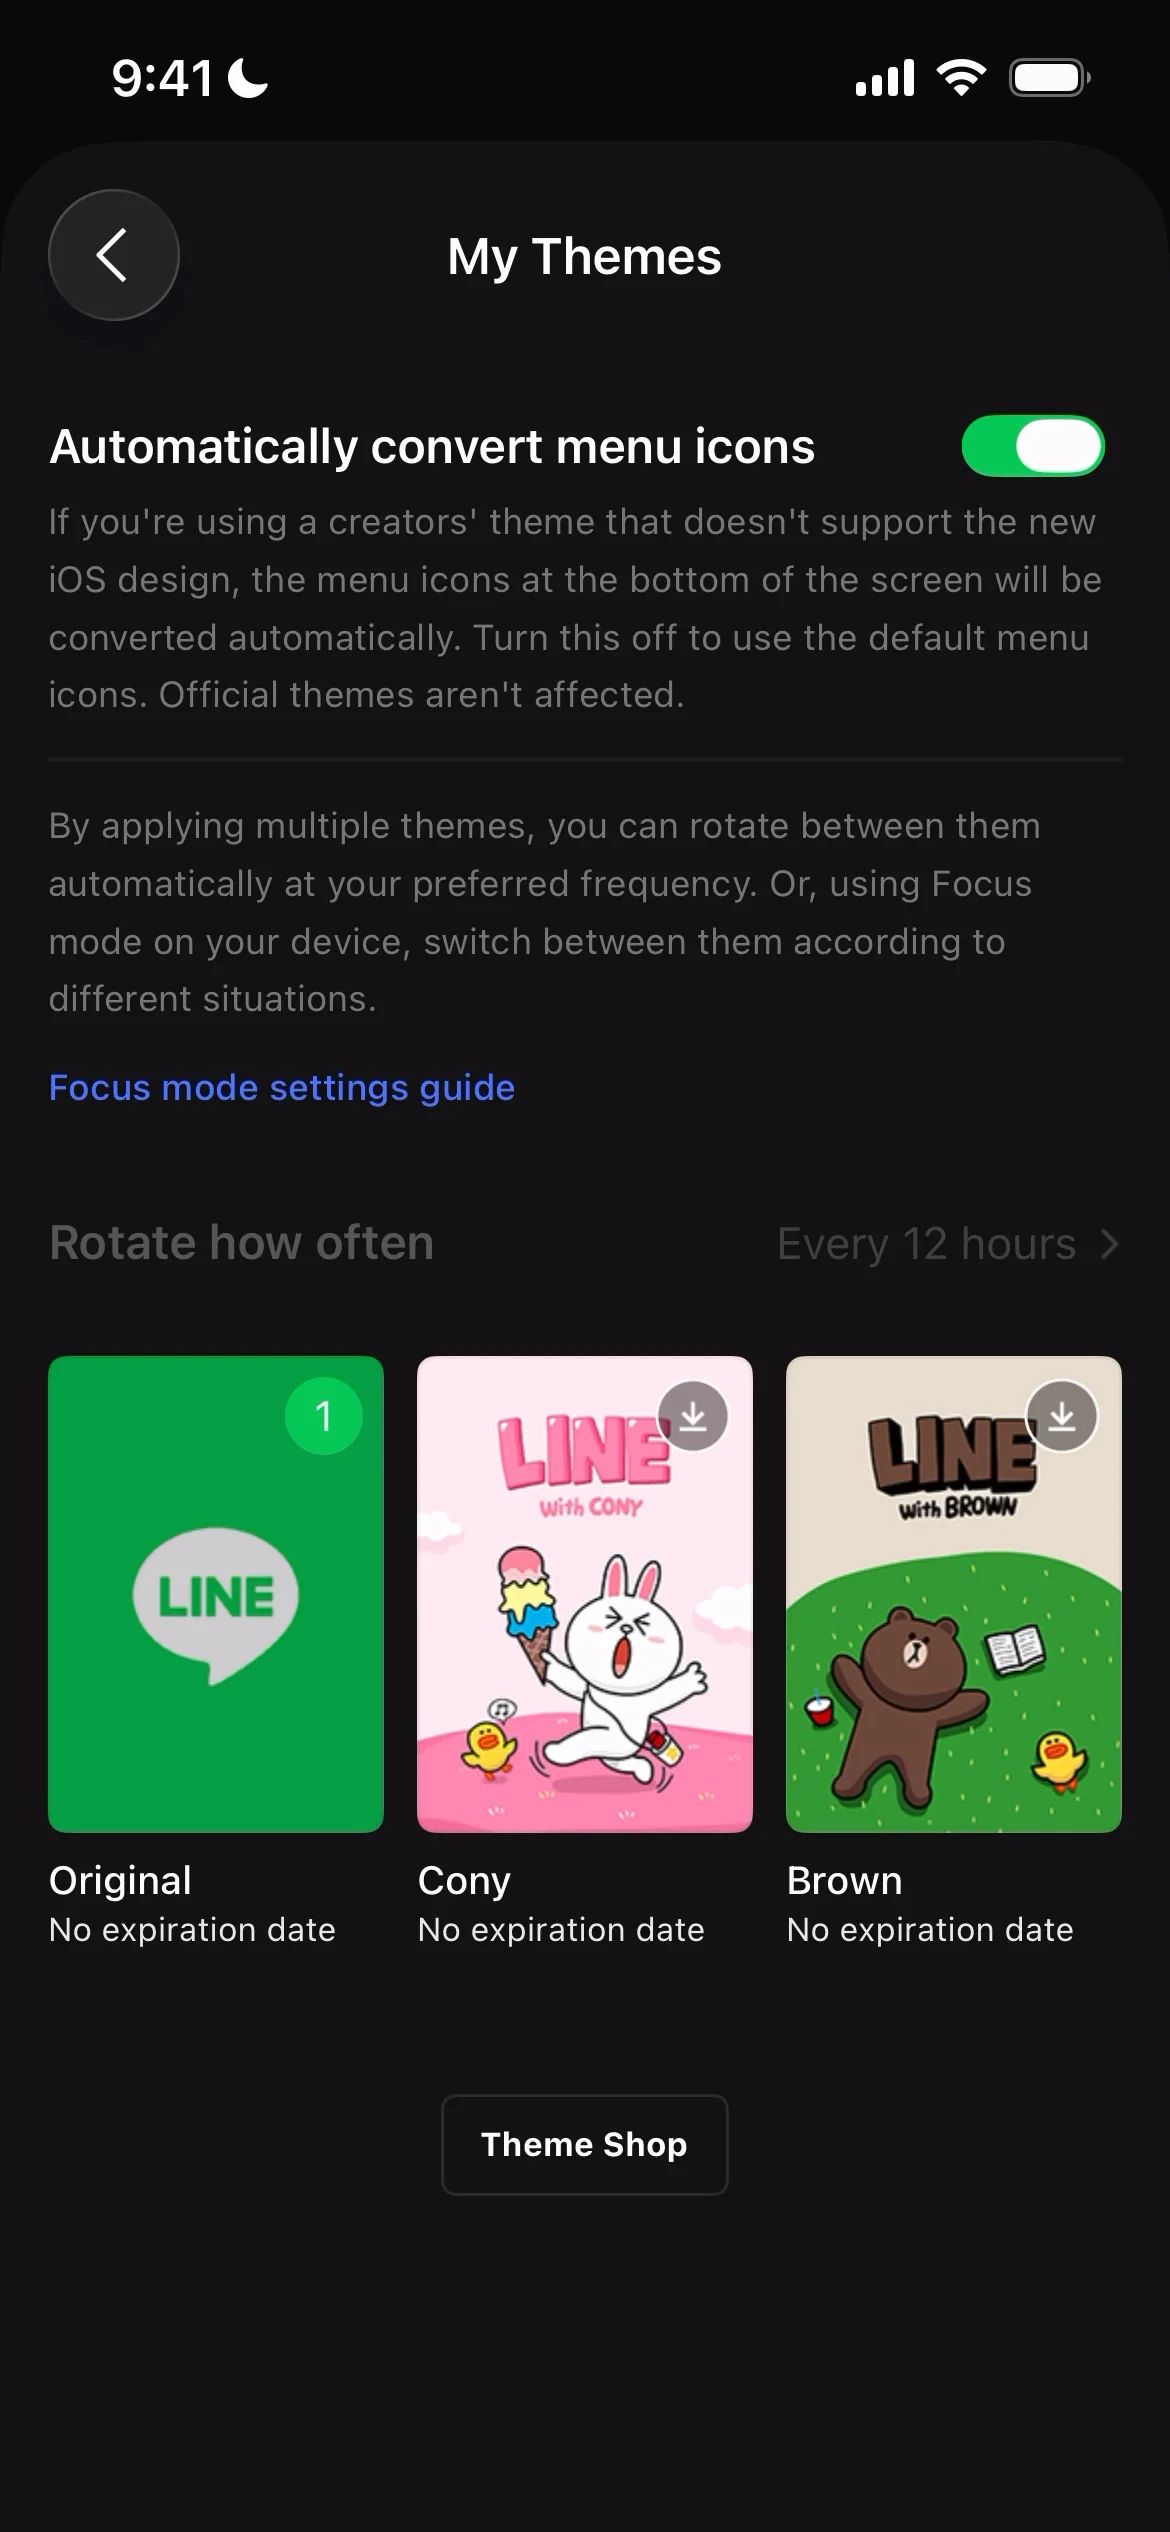 9:41
My Themes
Automatically convert menu icons
If you're using a creators' theme that doesn't support the new
iOS design, the menu icons at the bottom of the screen will be
converted automatically. Turn this off to use the default menu
icons. Official themes aren't affected.
By applying multiple themes, you can rotate between them
automatically at your preferred frequency. Or, using Focus
mode on your device, switch between them according to
different situations.
Focus mode settings guide
Rotate how often
Every 12 hours
1
LINE
LINE
With CONY
LINE
With BROWN
Original
No expiration date
Cony
No expiration date
Brown
No expiration date
Theme Shop